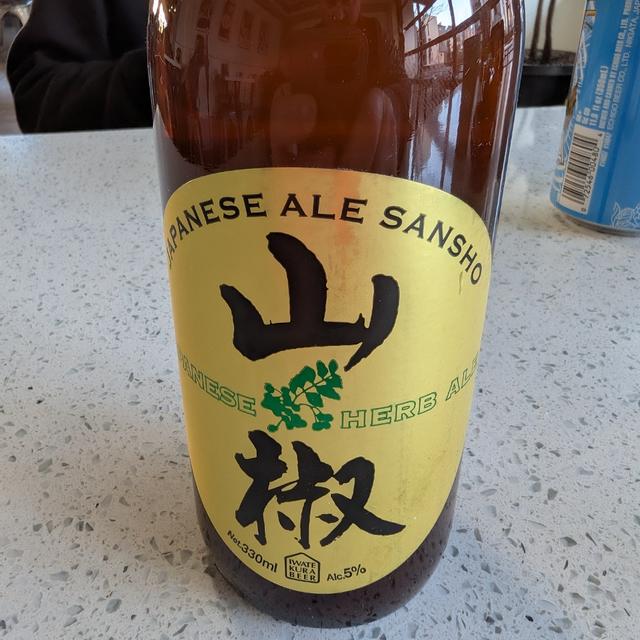 JAPANESE ALE SANSHO
山
JAPANESE HERB ALE
椒
Net.330ml
IWATE
KURA
BEER
Alc.5%